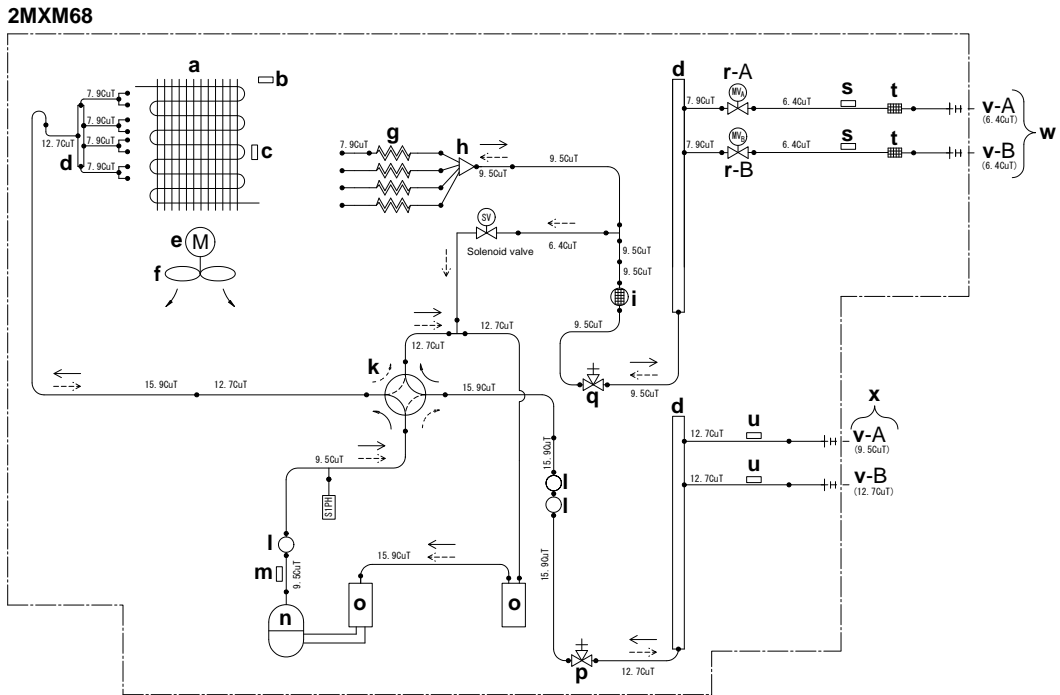 2MXM68
a
b
7.9CuT
7.9CuT
7.9CuT
7.9CuT
12.7CuT
d
c
e M
f
7.9CuT
g
h
9.5CuT
9.5CuT
SV
Solenoid valve
6.4CuT
9.5CuT
9.5CuT
i
9.5CuT
q
9.5CuT
d
r-A
MVA
7.9CuT
6.4CuT
s
t
v-A
(6.4CuT)
w
7.9CuT
MVB
r-B
6.4CuT
s
t
v-B
(6.4CuT)
12.7CuT
12.7CuT
k
15.9CuT
12.7CuT
15.9CuT
9.5CuT
S1PH
l
m
9.5CuT
n
o
15.9CuT
o
15.9CuT
l
l
15.9CuT
p
12.7CuT
d
12.7CuT
u
x
v-A
(9.5CuT)
12.7CuT
u
v-B
(12.7CuT)